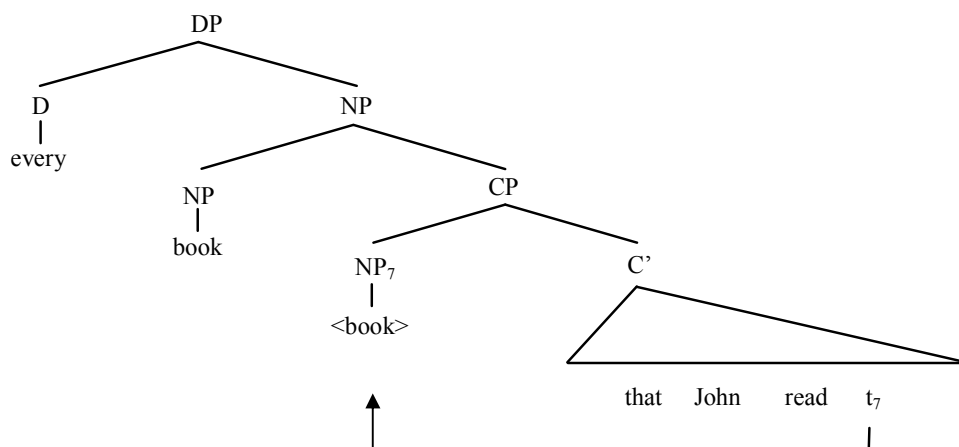 DP
D NP
every
NP CP
book
NP₇ C’
<book>
that John read t₇